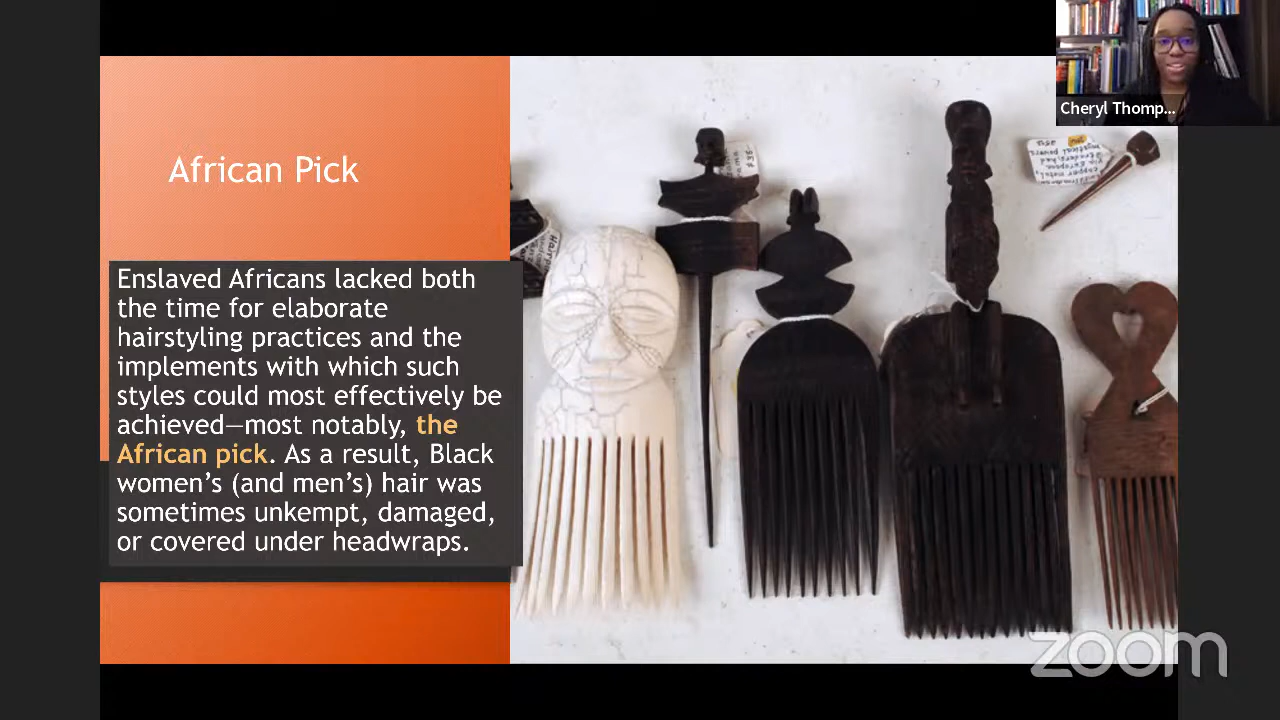 Cheryl Thomp...
African Pick
Enslaved Africans lacked both
the time for elaborate
hairstyling practices and the
implements with which such
styles could most effectively be
achieved—most notably, the
African pick. As a result, Black
women's (and men's) hair was
sometimes unkempt, damaged,
or covered under headwraps.
zoom